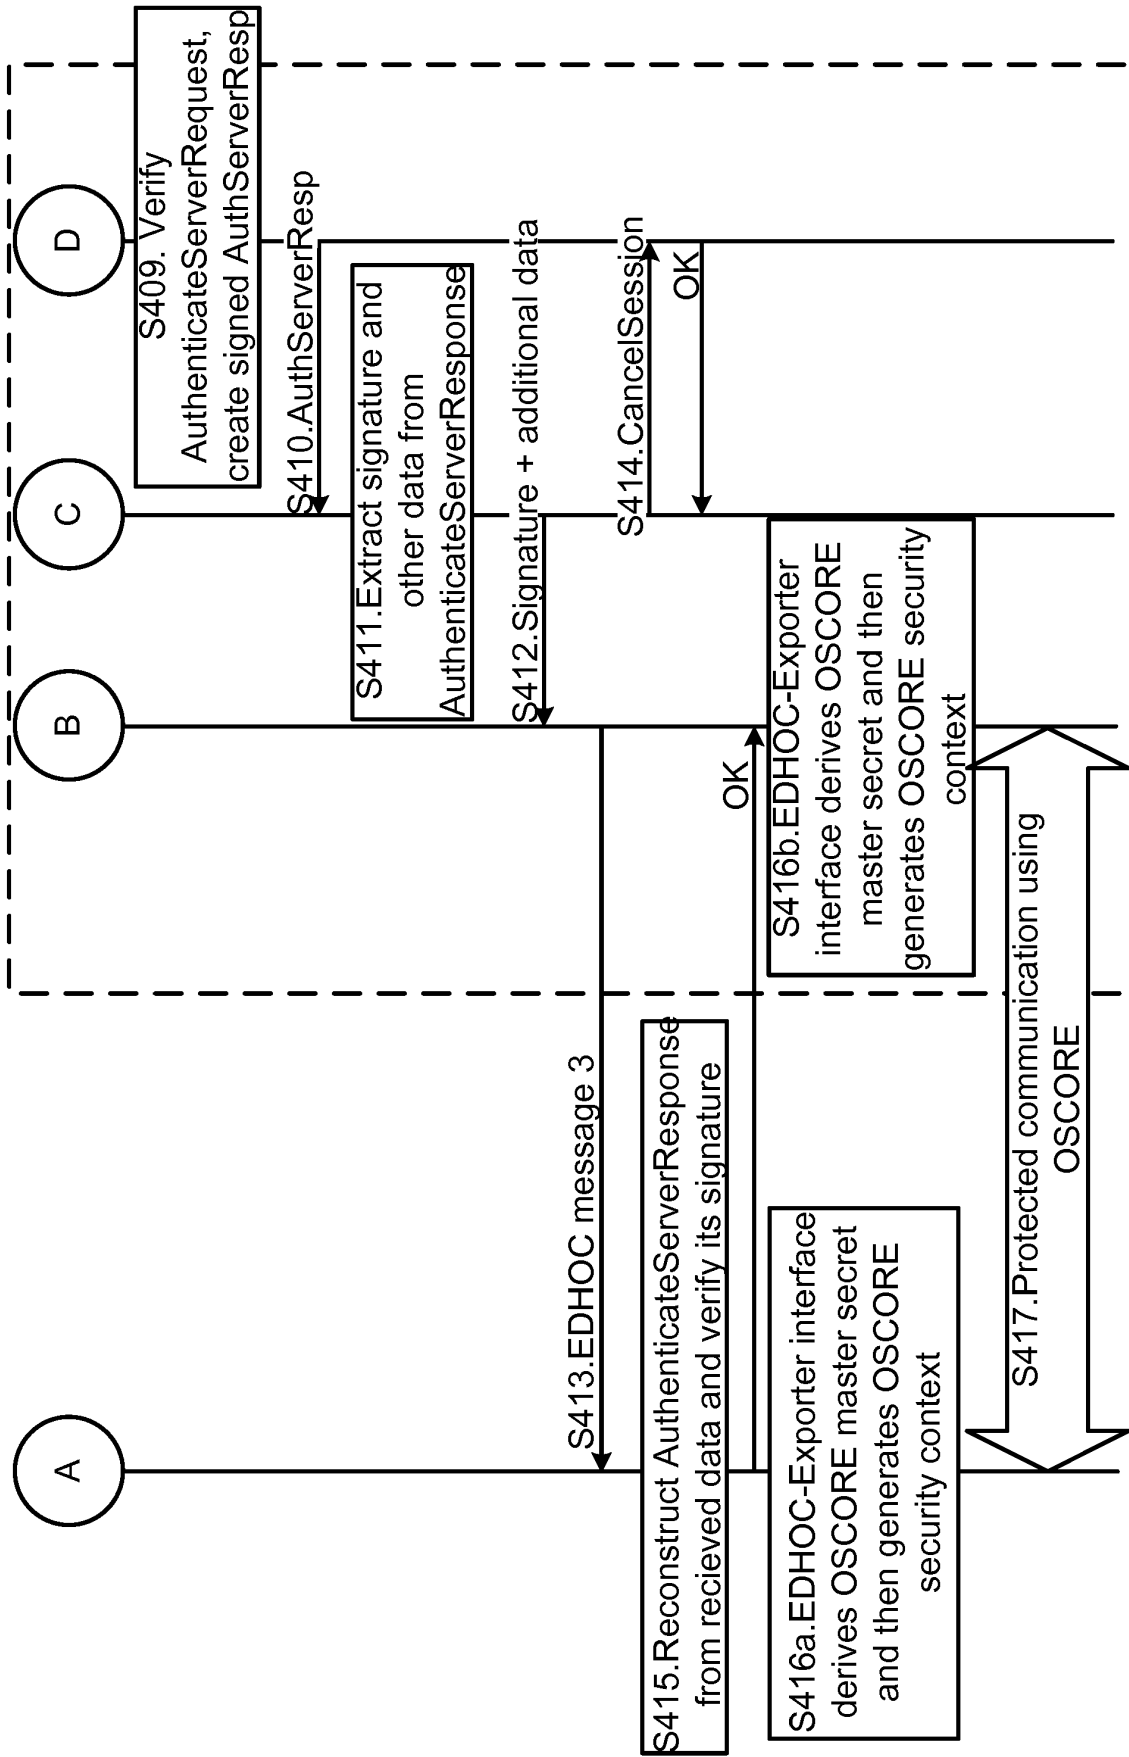 A
B
C
D
S409. Verify
AuthenticateServerRequest,
create signed AuthServerResp
S410.AuthServerResp
S411.Extract signature and
other data from
AuthenticateServerResponse
S412.Signature + additional data
S413.EDHOC message 3
S414.CancelSession
OK
S415.Reconstruct AuthenticateServerResponse
from recieved data and verify its signature
OK
S416a.EDHOC-Exporter interface
derives OSCORE master secret
and then generates OSCORE
security context
S416b.EDHOC-Exporter
interface derives OSCORE
master secret and then
generates OSCORE security
context
S417.Protected communication using
OSCORE